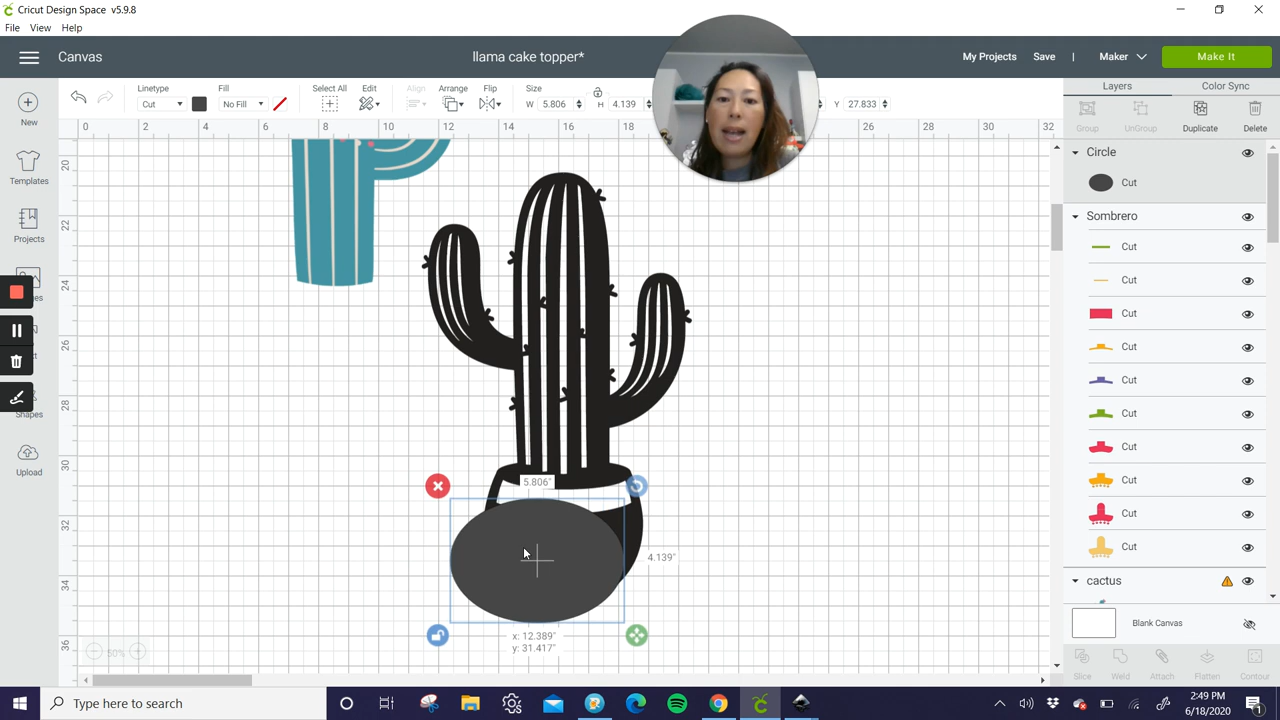 Cricut Design Space v5.9.8
File View Help
Canvas
llama cake topper*
My Projects Save | Maker Make It
Linetype Select All Edit Align Arrange Flip Size
Cut Fill No Fill W 5.806 H 4.139 Y 27.833
Layers Color Sync
New
Templates
Projects
Shapes
Upload
Group UnGroup Duplicate Delete
0 2 4 6 8 10 12 14 16 18 26 28 30 32
20
22
24
26
28
30
32
34
36
5.806"
4.139"
x: 12.389"
y: 31.417"
50%
Circle
Cut
Sombrero
Cut
Cut
Cut
Cut
Cut
Cut
Cut
Cut
Cut
Cut
cactus
Blank Canvas
Slice Weld Attach Flatten Contour
Type here to search
2:49 PM
6/18/2020